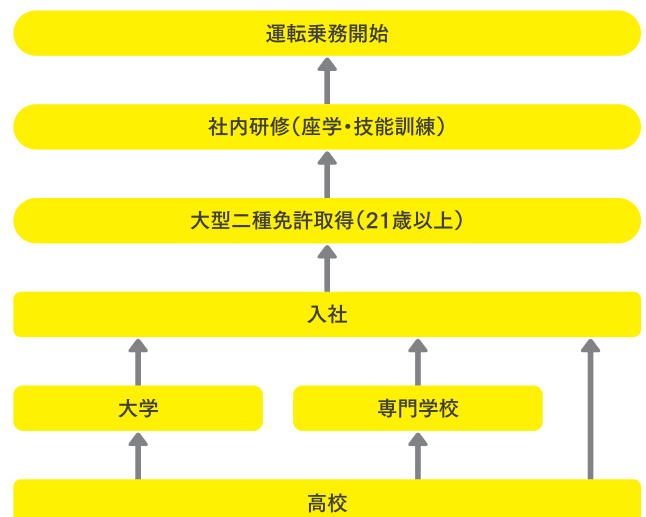 運転乗務開始
社内研修（座学・技能訓練）
大型二種免許取得（21歳以上）
入社
大学
専門学校
高校